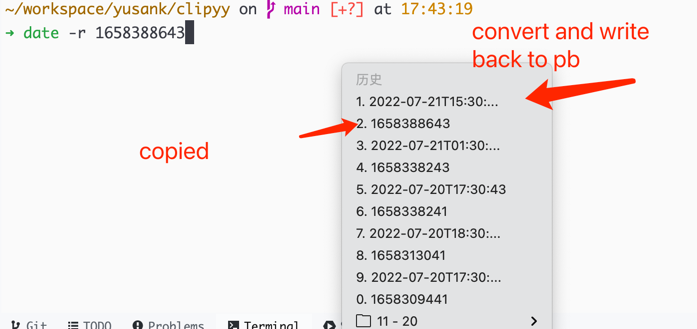 ~/workspace/yusank/clipyy on main [+?] at 17:43:19
→ date -r 1658388643
convert and write
back to pb
copied
历史
1. 2022-07-21T15:30:...
2. 1658388643
3. 2022-07-21T01:30:...
4. 1658338243
5. 2022-07-20T17:30:43
6. 1658338241
7. 2022-07-20T18:30:...
8. 1658313041
9. 2022-07-20T17:30:...
0. 1658309441
11 - 20
Git TODO Problems Terminal